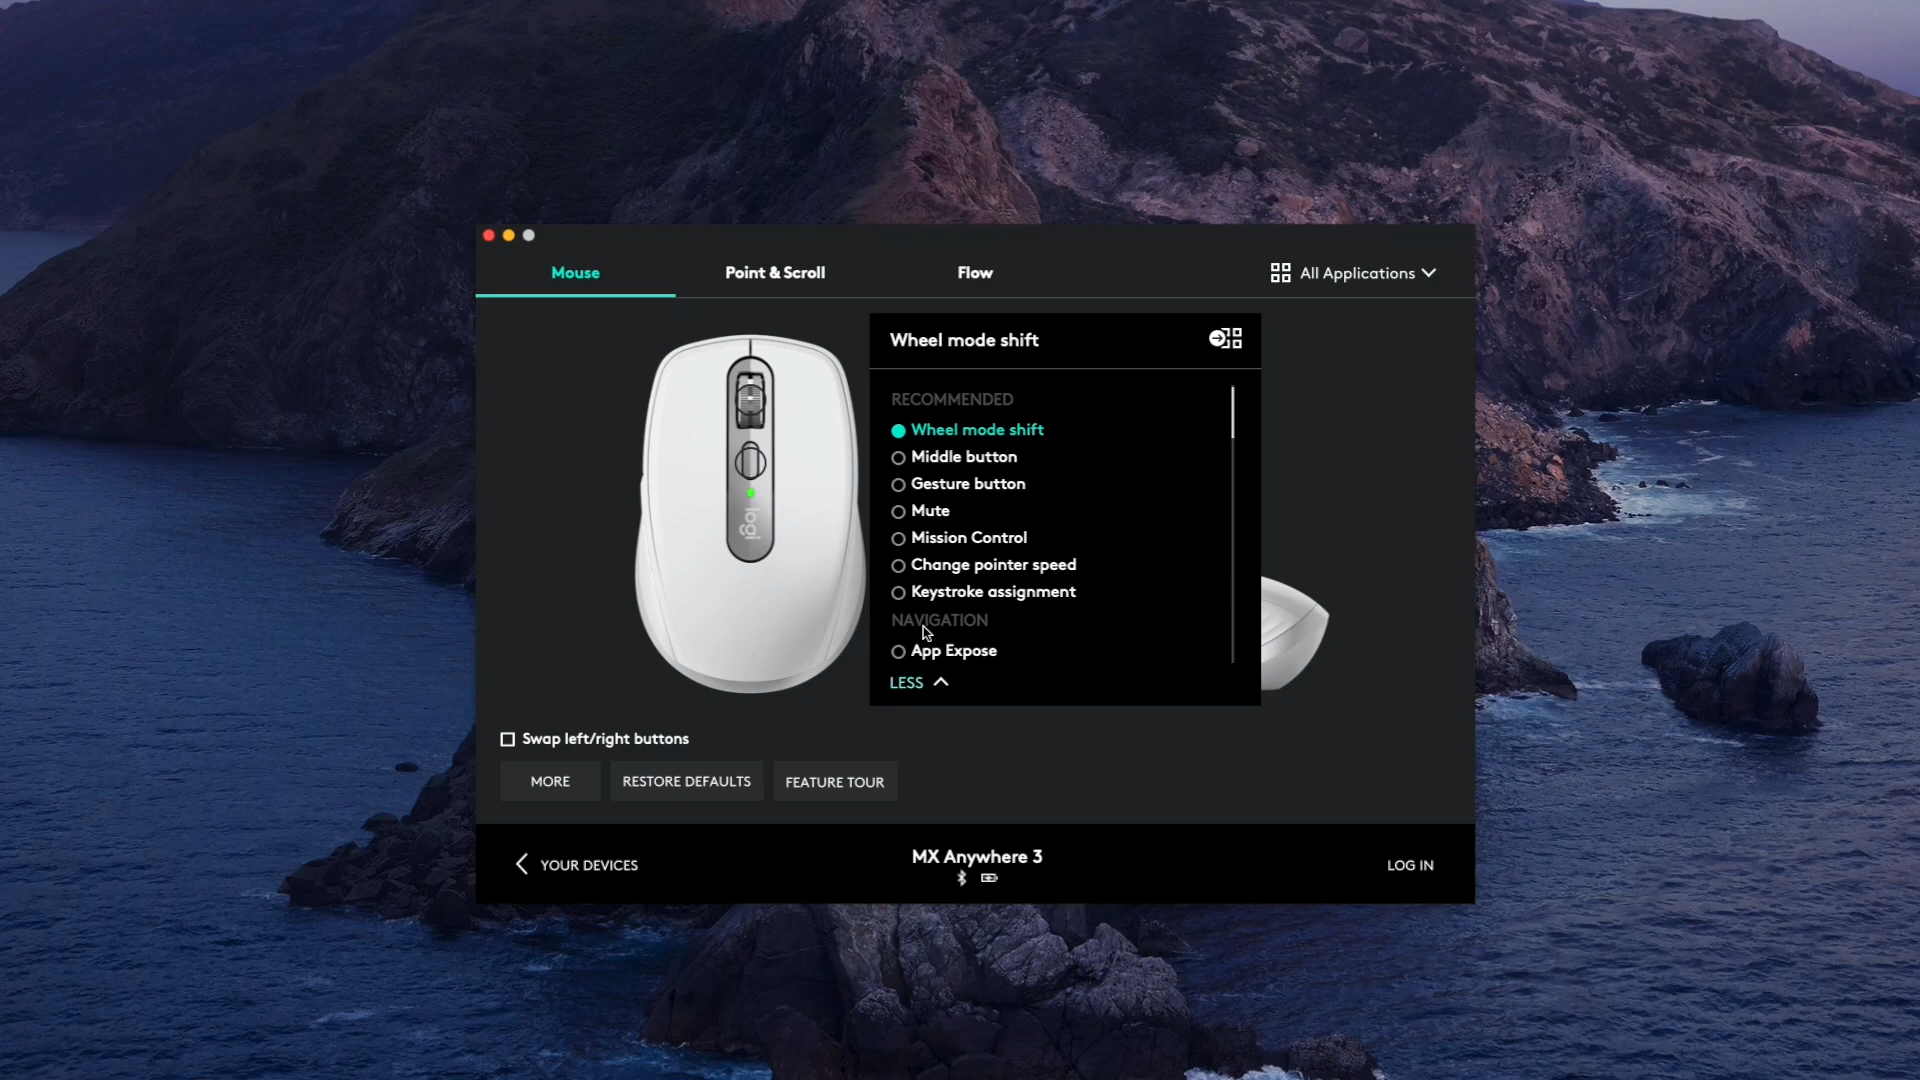 Mouse
Point & Scroll
Flow
All Applications
Wheel mode shift
RECOMMENDED
Wheel mode shift
Middle button
Gesture button
Mute
Mission Control
Change pointer speed
Keystroke assignment
NAVIGATION
App Expose
LESS
logi
Swap left/right buttons
MORE
RESTORE DEFAULTS
FEATURE TOUR
YOUR DEVICES
MX Anywhere 3
LOG IN